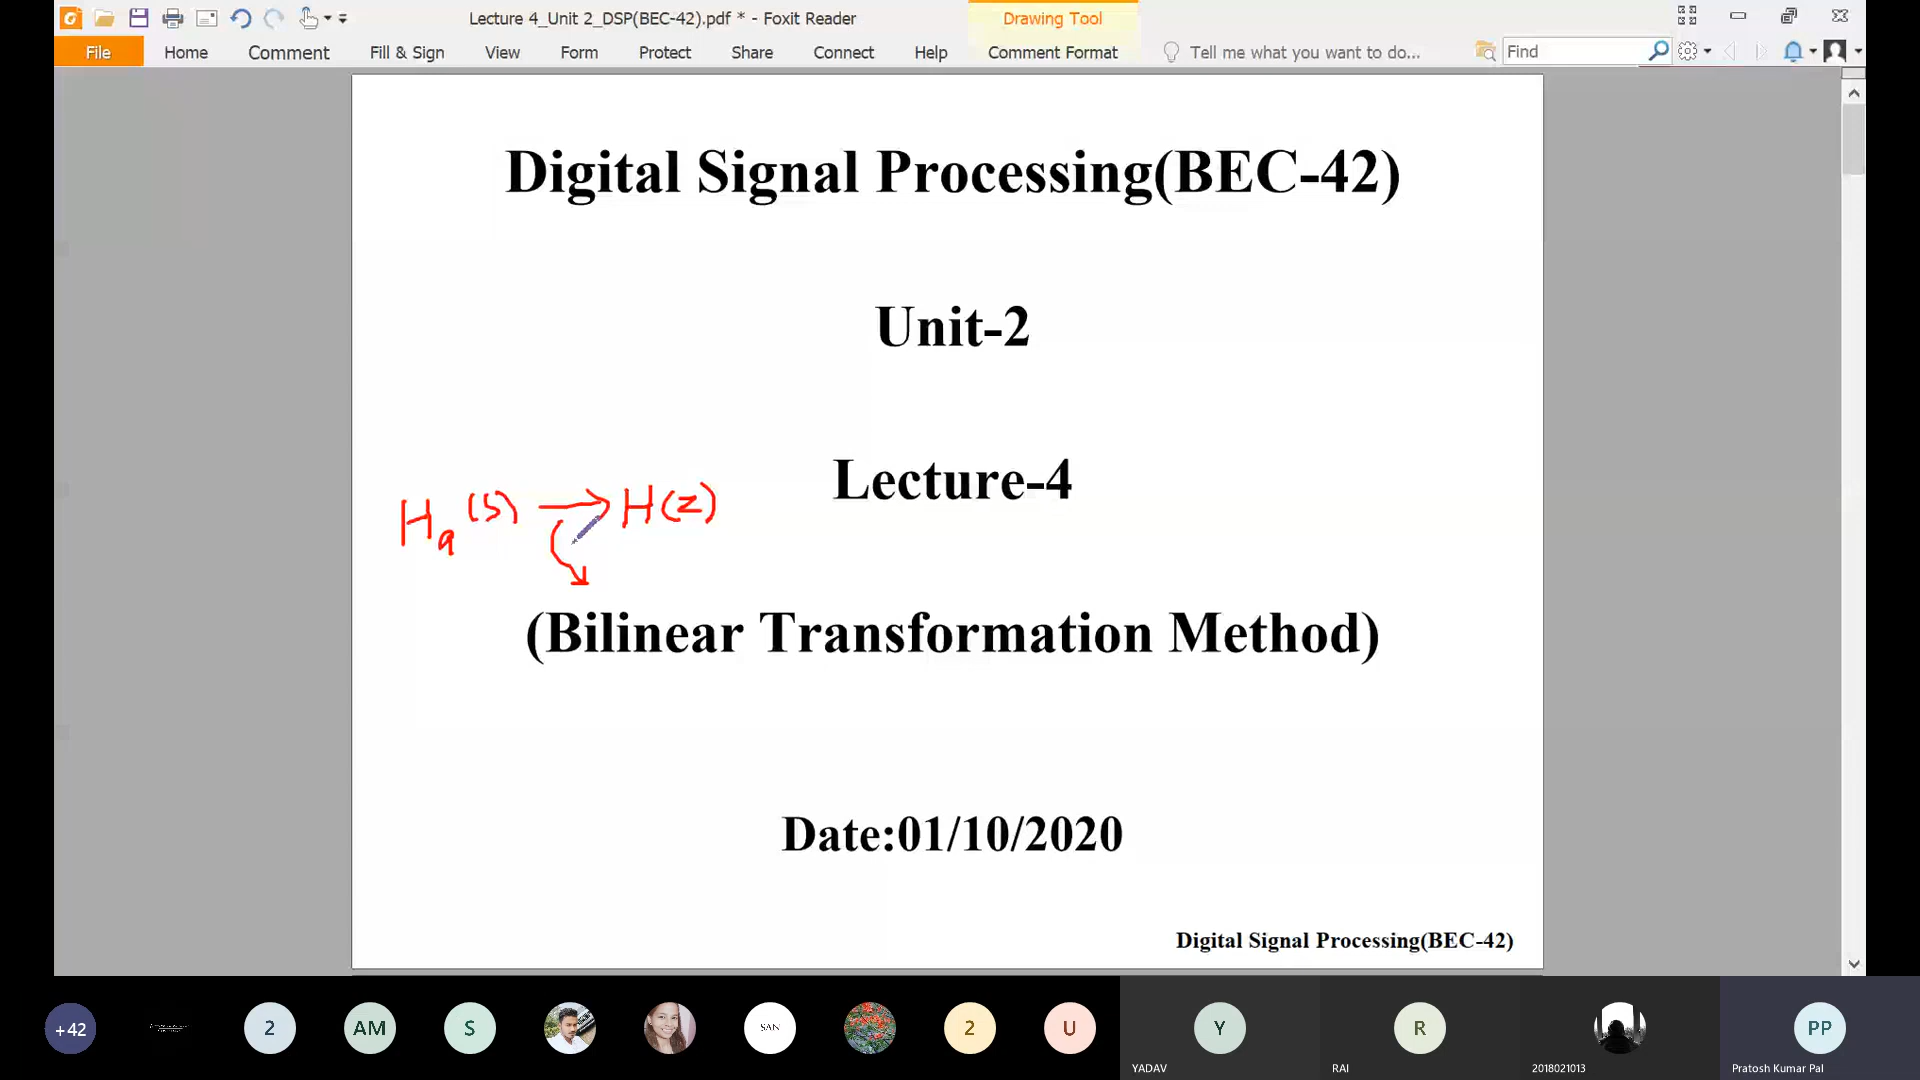 Lecture 4_Unit 2_DSP(BEC-42).pdf * - Foxit Reader
Drawing Tool
File Home Comment Fill & Sign View Form Protect Share Connect Help Comment Format Tell me what you want to do... Find
Digital Signal Processing(BEC-42)
Unit-2
Lecture-4
Ha(s) → H(z)
(Bilinear Transformation Method)
Date:01/10/2020
Digital Signal Processing(BEC-42)
+42 2 AM S SAN 2 U Y R PP
YADAV RAI 2018021013 Pratosh Kumar Pal